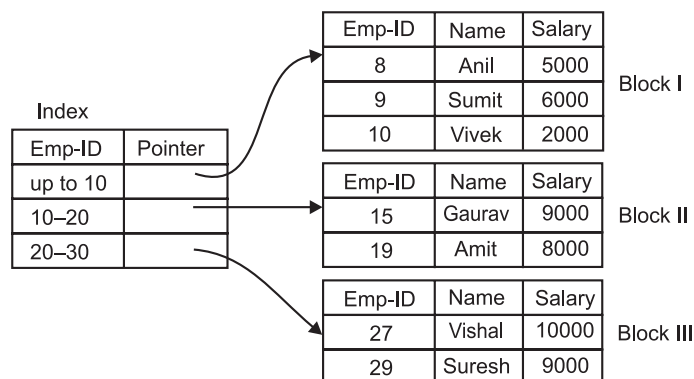 Index
Emp-ID Pointer
up to 10
10–20
20–30
Emp-ID Name Salary
8 Anil 5000
9 Sumit 6000
10 Vivek 2000
Block I
Emp-ID Name Salary
15 Gaurav 9000
19 Amit 8000
Block II
Emp-ID Name Salary
27 Vishal 10000
29 Suresh 9000
Block III